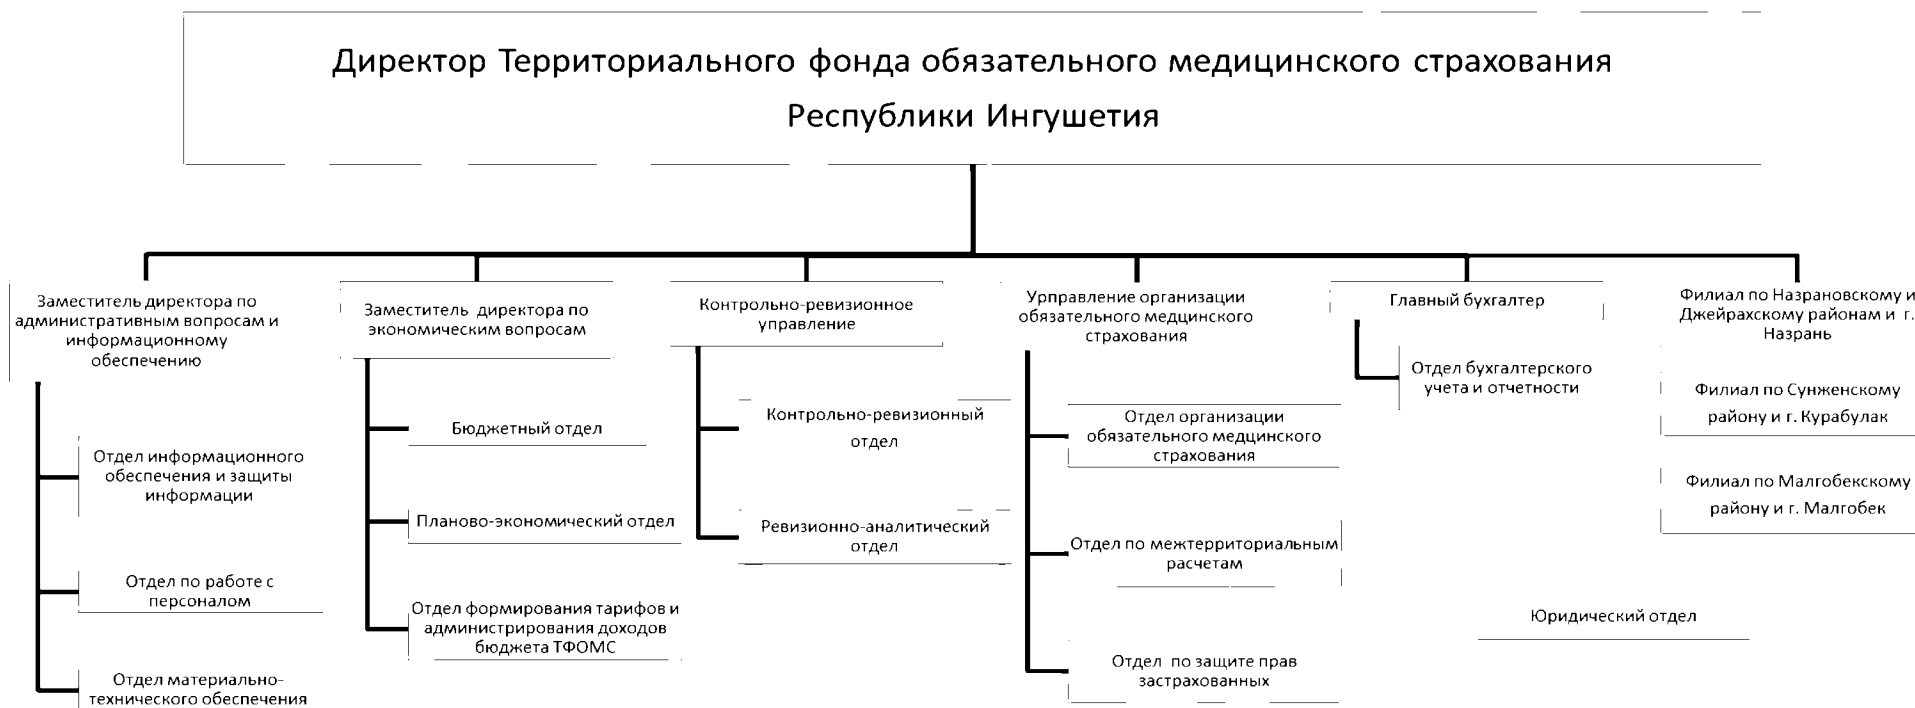 Директор Территориального фонда обязательного медицинского страхования
Республики Ингушетия
Заместитель директора по
административным вопросам и
информационному
обеспечению
Отдел информационного
обеспечения и защиты
информации
Отдел по работе с
персоналом
Отдел материально-
технического обеспечения
Заместитель директора по
экономическим вопросам
Бюджетный отдел
Планово-экономический отдел
Отдел формирования тарифов и
администрирования доходов
бюджета ТФОМС
Контрольно-ревизионное
управление
Контрольно-ревизионный
отдел
Ревизионно-аналитический
отдел
Урправление организации
обязательного медцинского
страхования
Отдел организации
обязательного медцинского
страхования
Отдел по межтерриториальным
расчетам
Отдел по защите прав
застрахованных
Главный бухгалтер
Отдел бухгалтерского
учета и отчетности
Филиал по Назрановскому и
Джейрахскому районам и г.
Назрань
Филиал по Сунженскому
району и г. Курабулак
Филиал по Малгобекскому
району и г. Малгобек
Юридический отдел